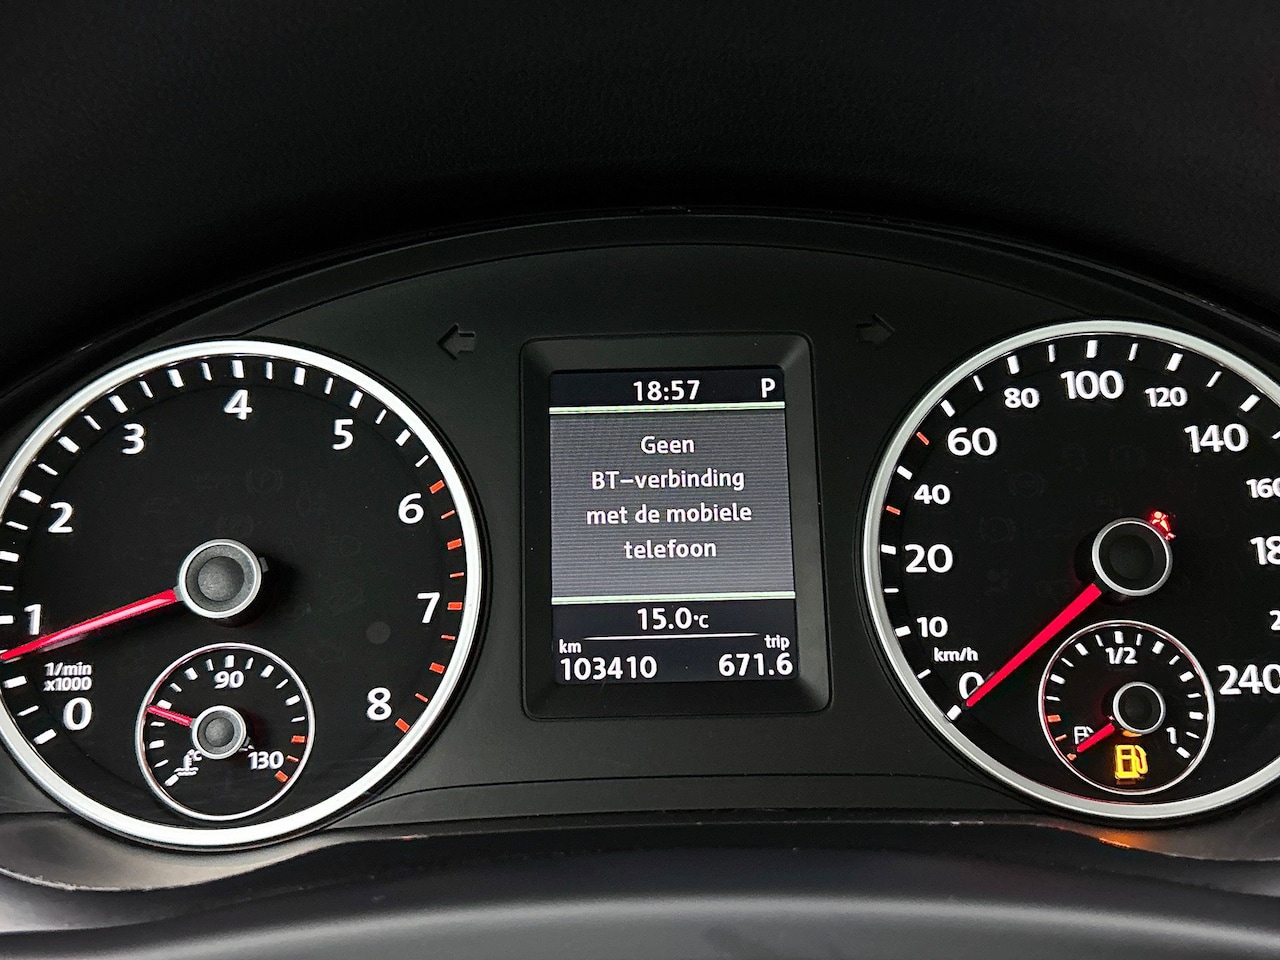 4
3
5
2
6
1
7
1/min
x1000
0
8
90
°C
130
18:57 P
Geen
BT-verbinding
met de mobiele
telefoon
15.0°C
km trip
103410 671.6
100
80 120
60 140
40 160
20
10
km/h
0 240
1/2
1